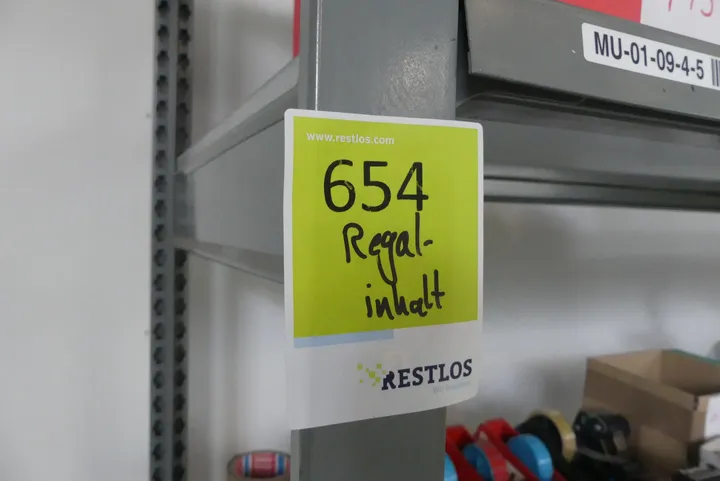 MU-01-09-4-5
www.restlos.com
654
Regal-
inhalt
RESTLOS